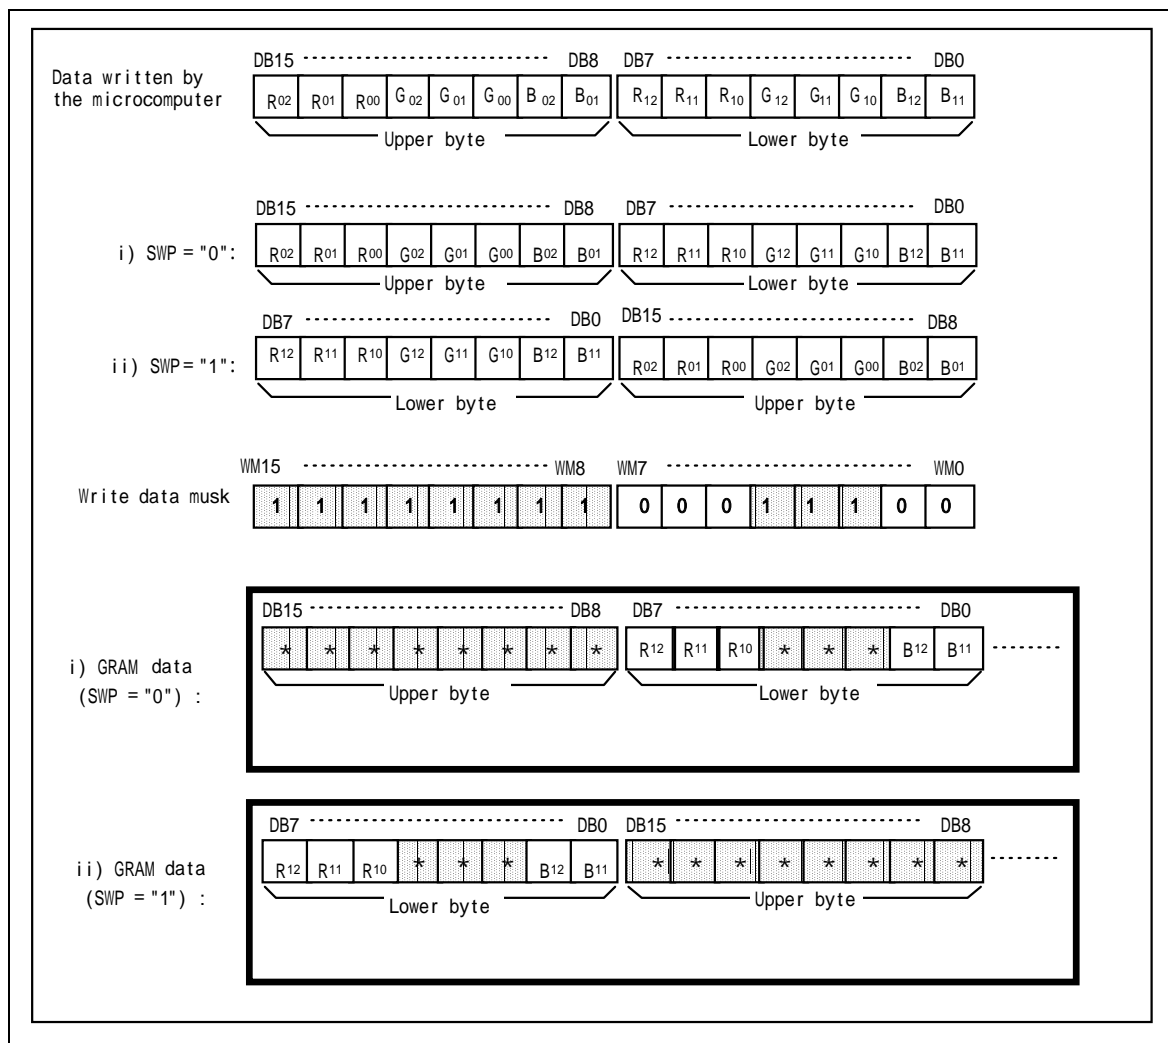 DB15 DB8 DB7 DB0
Data written by
the microcomputer
R02 R01 R00 G02 G01 G00 B02 B01 R12 R11 R10 G12 G11 G10 B12 B11
Upper byte Lower byte
DB15 DB8 DB7 DB0
i) SWP = "0":
R02 R01 R00 G02 G01 G00 B02 B01 R12 R11 R10 G12 G11 G10 B12 B11
Upper byte Lower byte
DB7 DB0 DB15 DB8
ii) SWP= "1":
R12 R11 R10 G12 G11 G10 B12 B11 R02 R01 R00 G02 G01 G00 B02 B01
Lower byte Upper byte
WM15 WM8 WM7 WM0
Write data musk 1 1 1 1 1 1 1 1 0 0 0 1 1 1 0 0
DB15 DB8 DB7 DB0
* * * * * * * * R12 R11 R10 * * * B12 B11
i) GRAM data
(SWP = "0") :
Upper byte Lower byte
DB7 DB0 DB15 DB8
R12 R11 R10 * * * B12 B11 * * * * * * * *
ii) GRAM data
(SWP = "1") :
Lower byte Upper byte